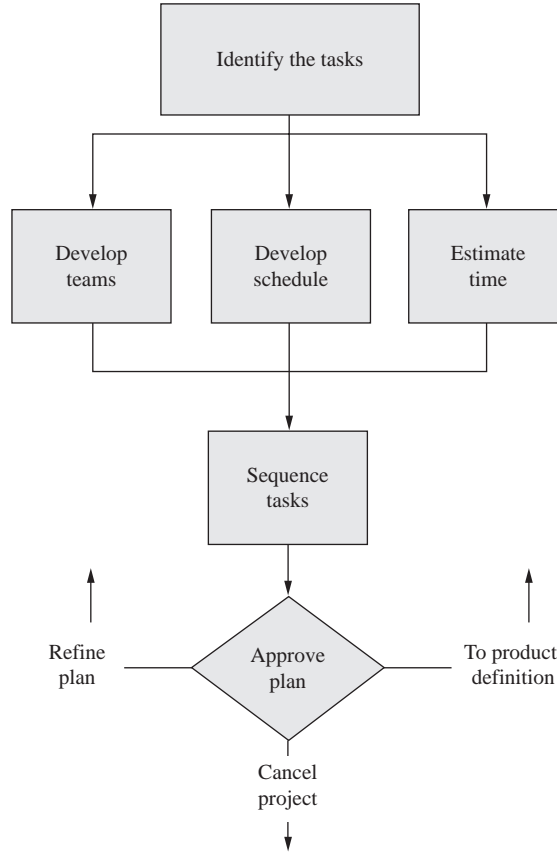 Identify the tasks
Develop
teams
Develop
schedule
Estimate
time
Sequence
tasks
Refine
plan
Approve
plan
To product
definition
Cancel
project